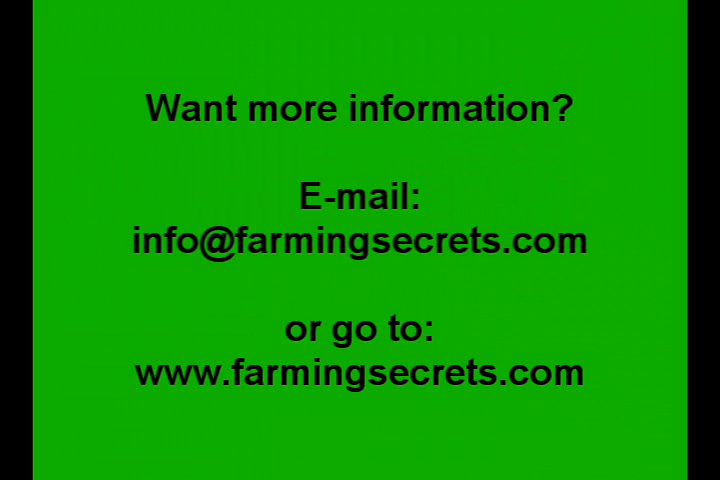 Want more information?
E-mail:
info@farmingsecrets.com
or go to:
www.farmingsecrets.com